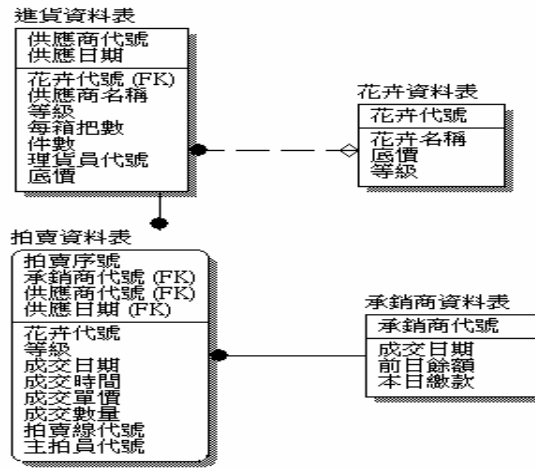 進貨資料表
供應商代號
供應日期
花卉代號 (FK)
供應商名稱
等級
每箱把數
件數
理貨員代號
底價
花卉資料表
花卉代號
花卉名稱
底價
等級
拍賣資料表
拍賣序號
承銷商代號 (FK)
供應商代號 (FK)
供應日期 (FK)
花卉代號
等級
成交日期
成交時間
成交單價
成交數量
拍賣線代號
主拍員代號
承銷商資料表
承銷商代號
成交日期
前日餘額
本日繳款